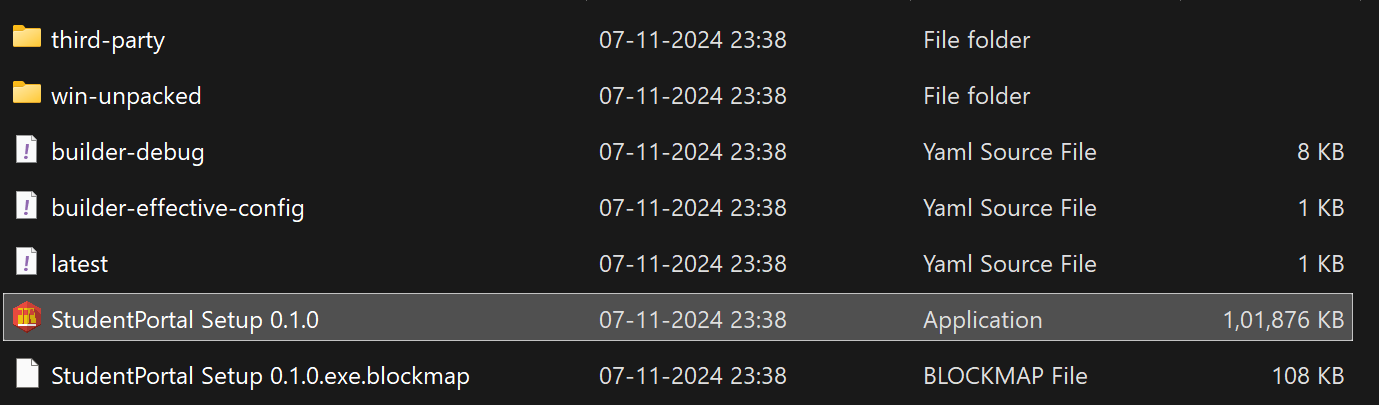 third-party 07-11-2024 23:38 File folder
win-unpacked 07-11-2024 23:38 File folder
builder-debug 07-11-2024 23:38 Yaml Source File 8 KB
builder-effective-config 07-11-2024 23:38 Yaml Source File 1 KB
latest 07-11-2024 23:38 Yaml Source File 1 KB
StudentPortal Setup 0.1.0 07-11-2024 23:38 Application 1,01,876 KB
StudentPortal Setup 0.1.0.exe.blockmap 07-11-2024 23:38 BLOCKMAP File 108 KB